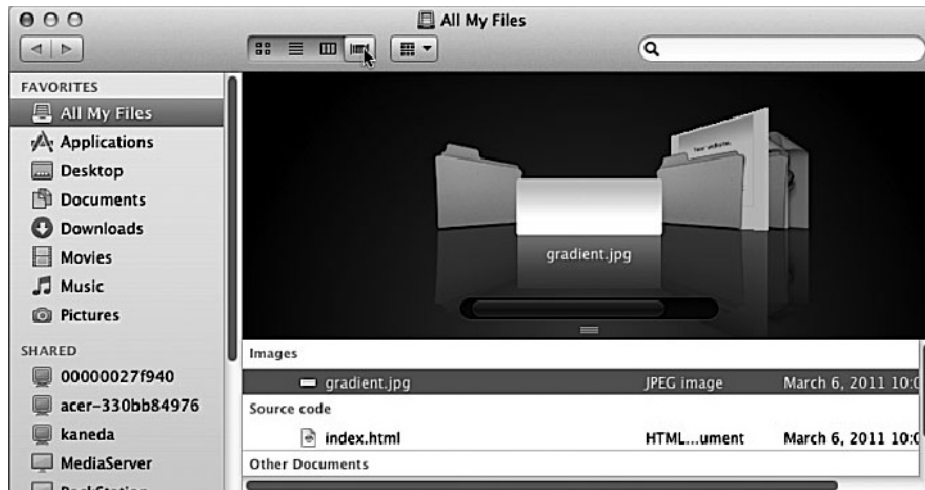 All My Files
FAVORITES
All My Files
Applications
Desktop
Documents
Downloads
Movies
Music
Pictures
SHARED
00000027f940
acer-330bb84976
kaneda
MediaServer
gradient.jpg
Images
gradient.jpg JPEG image March 6, 2011 10:0
Source code
index.html HTML...ument March 6, 2011 10:0
Other Documents